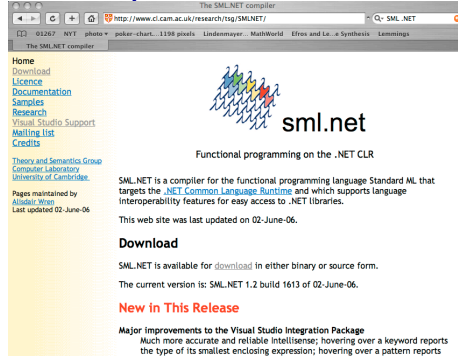 The SML.NET compiler
http://www.cl.cam.ac.uk/research/tsg/SMLNET/
Q- SML .NET
01267 NYT photo▾ poker-chart...1198 pixels Lindenmayer... MathWorld Efros and Le...e Synthesis Lemmings
The SML.NET compiler
Home
Download
Licence
Documentation
Samples
Research
Visual Studio Support
Mailing list
Credits
Theory and Semantics Group
Computer Laboratory
University of Cambridge
Pages maintained by
Alisdair Wren
Last updated 02-June-06
sml.net
Functional programming on the .NET CLR
SML.NET is a compiler for the functional programming language Standard ML that
targets the .NET Common Language Runtime and which supports language
interoperability features for easy access to .NET libraries.
This web site was last updated on 02-June-06.
Download
SML.NET is available for download in either binary or source form.
The current version is: SML.NET 1.2 build 1613 of 02-June-06.
New in This Release
Major improvements to the Visual Studio Integration Package
Much more accurate and reliable Intellisense; hovering over a keyword reports
the type of its smallest enclosing expression; hovering over a pattern reports